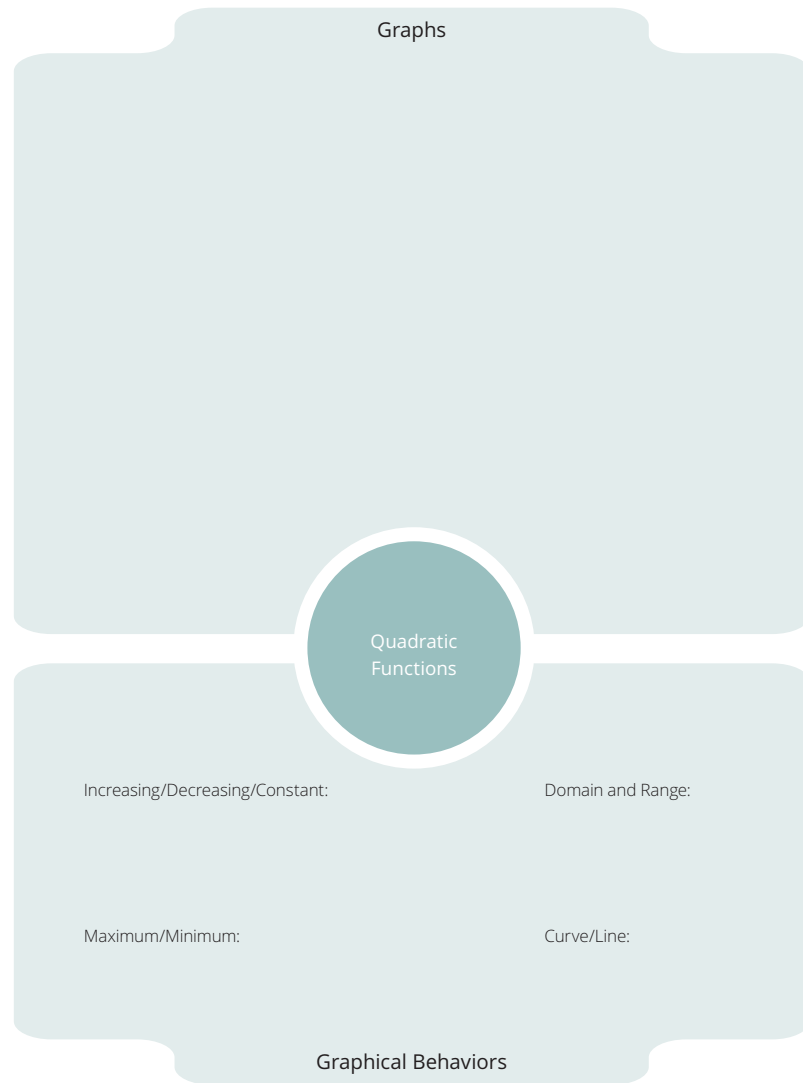 Graphs
Quadratic
Functions
Increasing/Decreasing/Constant:
Domain and Range:
Maximum/Minimum:
Curve/Line:
Graphical Behaviors